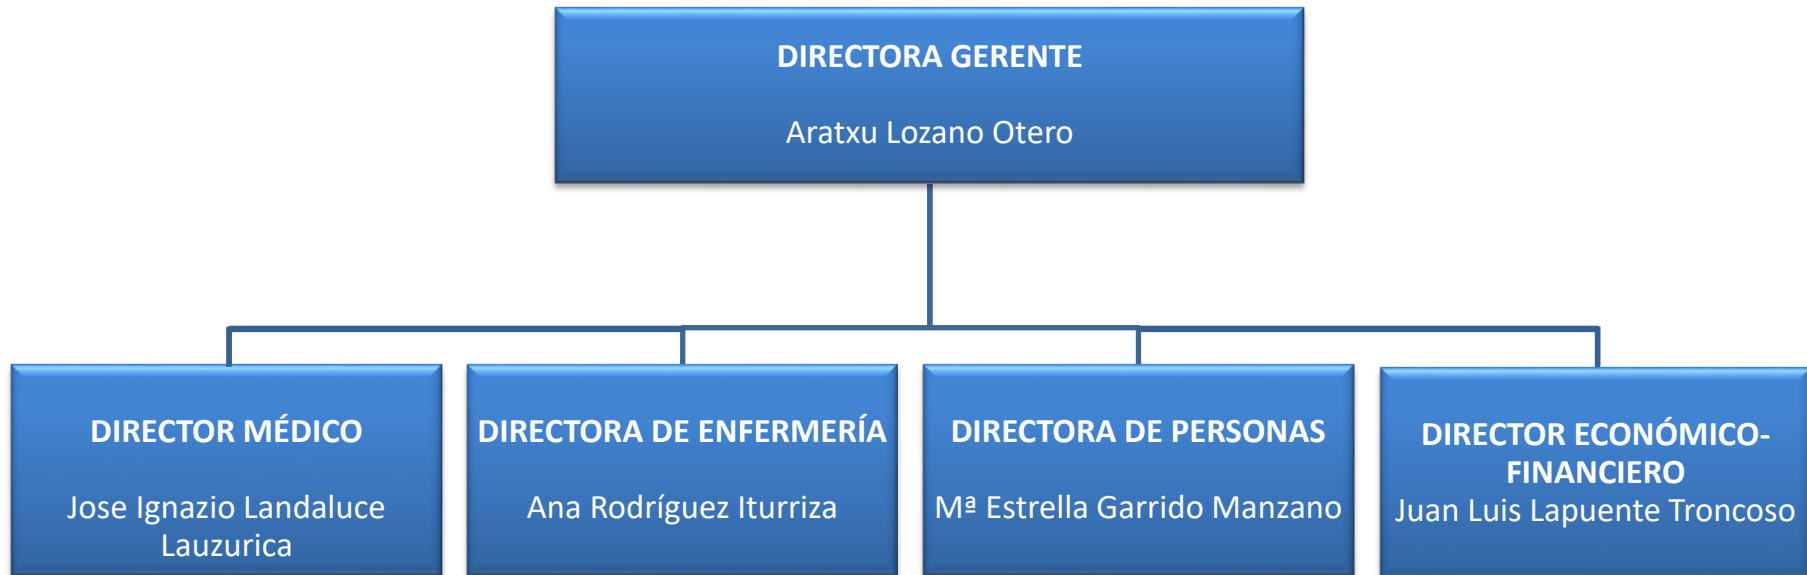 DIRECTORA GERENTE
Aratxu Lozano Otero
DIRECTOR MÉDICO
Jose Ignazio Landaluce
Lauzurica
DIRECTORA DE ENFERMERÍA
Ana Rodríguez Iturriza
DIRECTORA DE PERSONAS
Mª Estrella Garrido Manzano
DIRECTOR ECONÓMICO-
FINANCIERO
Juan Luis Lapuente Troncoso